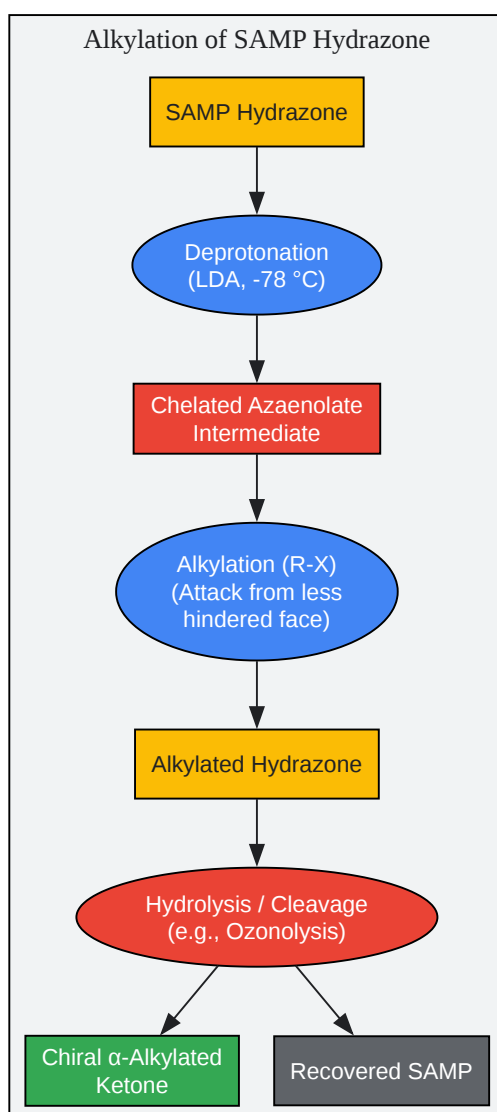 Alkylation of SAMP Hydrazone
SAMP Hydrazone
Deprotonation
(LDA, -78 °C)
Chelated Azaenolate
Intermediate
Alkylation (R-X)
(Attack from less
hindered face)
Alkylated Hydrazone
Hydrolysis / Cleavage
(e.g., Ozonolysis)
Chiral α-Alkylated
Ketone
Recovered SAMP